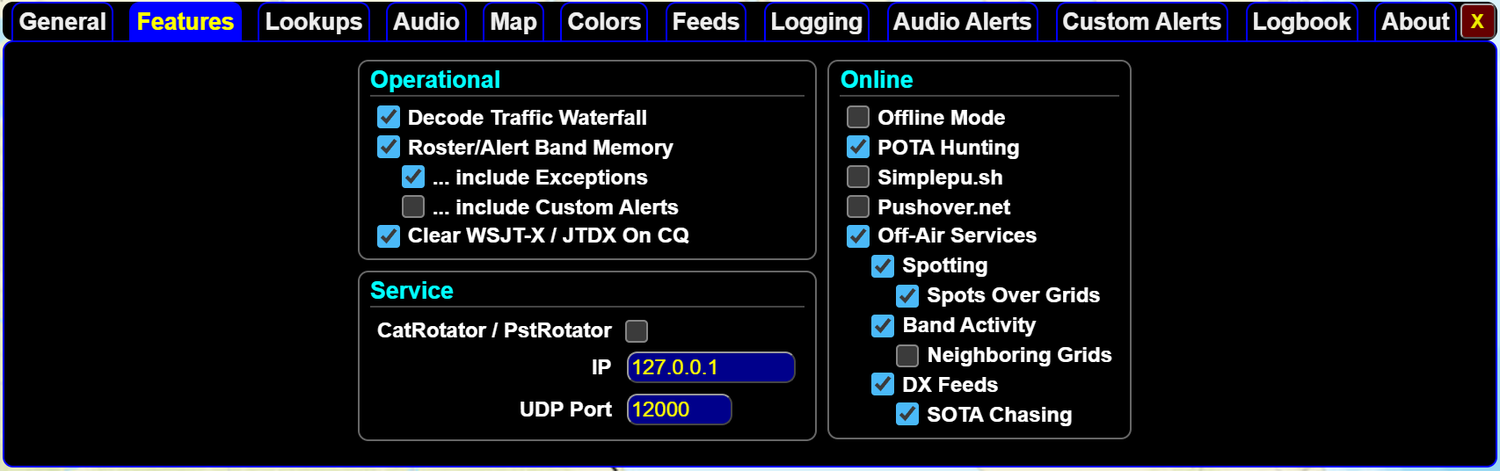 General Features Lookups Audio Map Colors Feeds Logging Audio Alerts Custom Alerts Logbook About X
Operational
Decode Traffic Waterfall
Roster/Alert Band Memory
... include Exceptions
... include Custom Alerts
Clear WSJT-X / JTDX On CQ
Service
CatRotator / PstRotator
IP 127.0.0.1
UDP Port 12000
Online
Offline Mode
POTA Hunting
Simplepu.sh
Pushover.net
Off-Air Services
Spotting
Spots Over Grids
Band Activity
Neighboring Grids
DX Feeds
SOTA Chasing